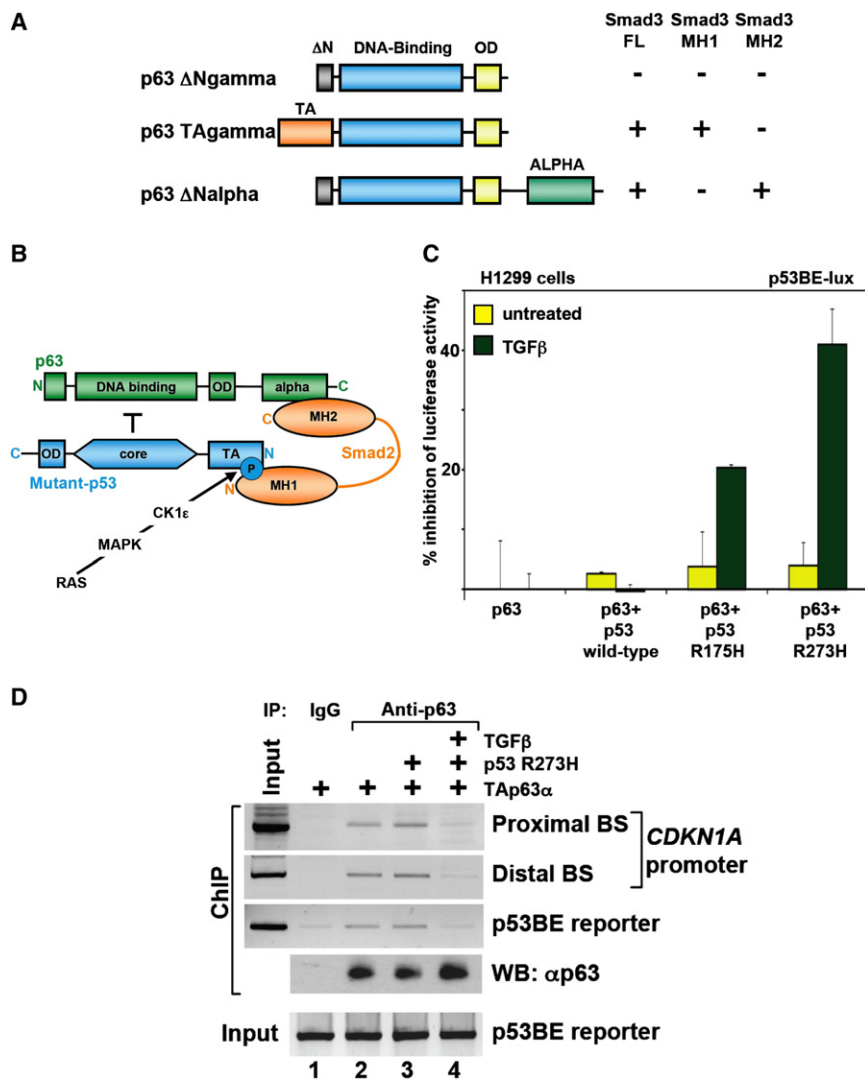 A
Smad3 Smad3 Smad3
FL MH1 MH2
ΔN DNA-Binding OD
p63 ΔNgamma - - -
TA
p63 TAgamma + + -
ALPHA
p63 ΔNalpha + - +
B
p63
N DNA binding OD alpha C
C MH2
C OD core TA N
Smad2
Mutant-p53 P
N MH1
CK1ε
MAPK
RAS
C
H1299 cells p53BE-lux
untreated
TGFβ
% inhibition of luciferase activity
40
20
p63 p63+ p63+ p63+
p53 p53 p53
wild-type R175H R273H
D
IP: IgG Anti-p63
+ TGFβ
+ + p53 R273H
Input + + + + TAp63α
ChIP
Proximal BS
CDKN1A
promoter
Distal BS
p53BE reporter
WB: αp63
Input p53BE reporter
1 2 3 4